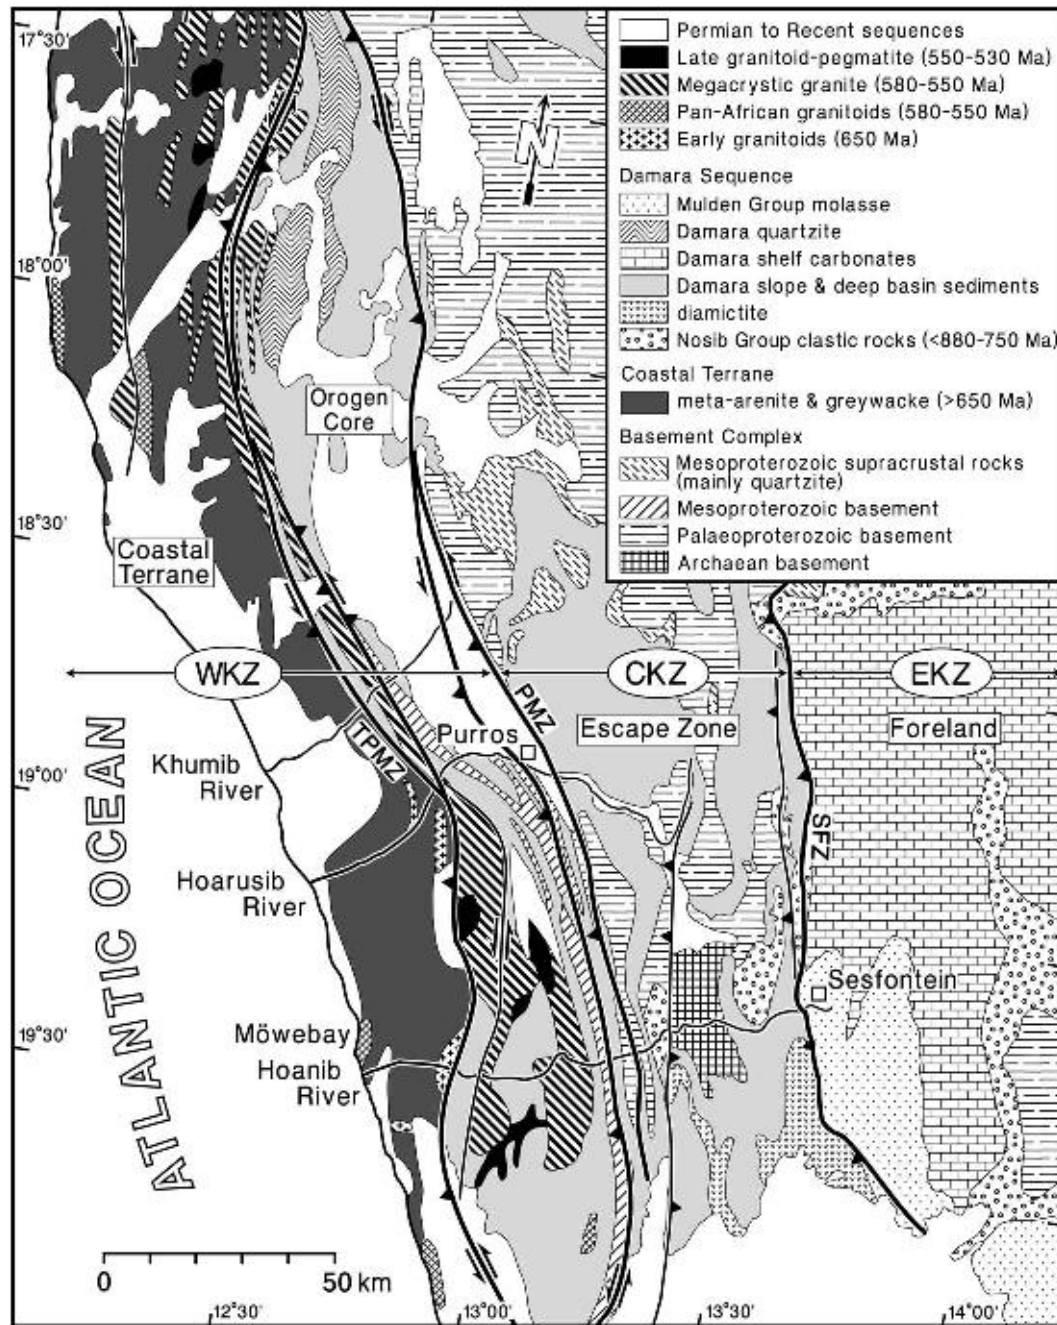 17°30'
18°00'
18°30'
19°00'
19°30'
N
Permian to Recent sequences
Late granitoid-pegmatite (550-530 Ma)
Megacrystic granite (580-550 Ma)
Pan-African granitoids (580-550 Ma)
Early granitoids (650 Ma)
Damara Sequence
Mulden Group molasse
Damara quartzite
Damara shelf carbonates
Damara slope & deep basin sediments
diamictite
Nosib Group clastic rocks (<880-750 Ma)
Coastal Terrane
meta-arenite & greywacke (>650 Ma)
Basement Complex
Mesoproterozoic supracrustal rocks
(mainly quartzite)
Mesoproterozoic basement
Palaeoproterozoic basement
Archaean basement
Orogen
Core
Coastal
Terrane
WKZ
CKZ
EKZ
PMZ
Escape Zone
Foreland
Purros
TPMZ
Khumib
River
SFZ
Hoarusib
River
Sesfontein
Möwebay
Hoanib
River
ATLANTIC OCEAN
0 50 km
12°30'
13°00'
13°30'
14°00'